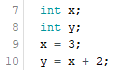 7 int x;
8 int y;
9 x = 3;
10 y = x + 2;